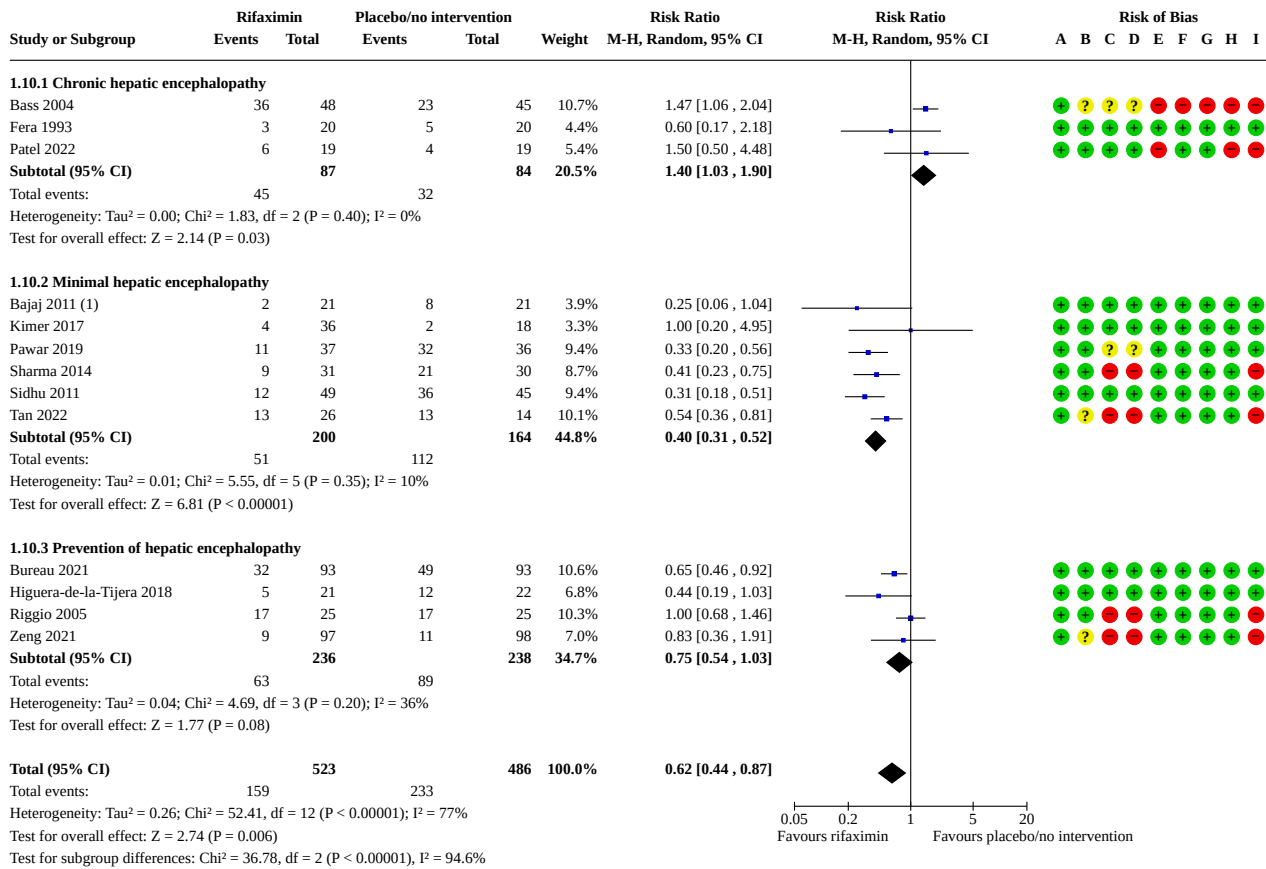 Rifaximin Placebo/no intervention Risk Ratio Risk Ratio Risk of Bias
Study or Subgroup Events Total Events Total Weight M-H, Random, 95% CI M-H, Random, 95% CI A B C D E F G H I
1.10.1 Chronic hepatic encephalopathy
Bass 2004 36 48 23 45 10.7% 1.47 [1.06 , 2.04] + ? ? ? − − − − −
Fera 1993 3 20 5 20 4.4% 0.60 [0.17 , 2.18] + + + + + + + + +
Patel 2022 6 19 4 19 5.4% 1.50 [0.50 , 4.48] + + + + − + + − −
Subtotal (95% CI) 87 84 20.5% 1.40 [1.03 , 1.90]
Total events: 45 32
Heterogeneity: Tau² = 0.00; Chi² = 1.83, df = 2 (P = 0.40); I² = 0%
Test for overall effect: Z = 2.14 (P = 0.03)
1.10.2 Minimal hepatic encephalopathy
Bajaj 2011 (1) 2 21 8 21 3.9% 0.25 [0.06 , 1.04] + + + + + + + + +
Kimer 2017 4 36 2 18 3.3% 1.00 [0.20 , 4.95] + + + + + + + + +
Pawar 2019 11 37 32 36 9.4% 0.33 [0.20 , 0.56] + + ? ? + + + + +
Sharma 2014 9 31 21 30 8.7% 0.41 [0.23 , 0.75] + + − − + + + + −
Sidhu 2011 12 49 36 45 9.4% 0.31 [0.18 , 0.51] + + + + + + + + +
Tan 2022 13 26 13 14 10.1% 0.54 [0.36 , 0.81] + ? − − + + + + −
Subtotal (95% CI) 200 164 44.8% 0.40 [0.31 , 0.52]
Total events: 51 112
Heterogeneity: Tau² = 0.01; Chi² = 5.55, df = 5 (P = 0.35); I² = 10%
Test for overall effect: Z = 6.81 (P < 0.00001)
1.10.3 Prevention of hepatic encephalopathy
Bureau 2021 32 93 49 93 10.6% 0.65 [0.46 , 0.92] + + + + + + + + +
Higuera-de-la-Tijera 2018 5 21 12 22 6.8% 0.44 [0.19 , 1.03] + + + + + + + + +
Riggio 2005 17 25 17 25 10.3% 1.00 [0.68 , 1.46] + + − − + + + + −
Zeng 2021 9 97 11 98 7.0% 0.83 [0.36 , 1.91] + ? − − + + + + −
Subtotal (95% CI) 236 238 34.7% 0.75 [0.54 , 1.03]
Total events: 63 89
Heterogeneity: Tau² = 0.04; Chi² = 4.69, df = 3 (P = 0.20); I² = 36%
Test for overall effect: Z = 1.77 (P = 0.08)
Total (95% CI) 523 486 100.0% 0.62 [0.44 , 0.87]
Total events: 159 233
Heterogeneity: Tau² = 0.26; Chi² = 52.41, df = 12 (P < 0.00001); I² = 77%
Test for overall effect: Z = 2.74 (P = 0.006)
Test for subgroup differences: Chi² = 36.78, df = 2 (P < 0.00001), I² = 94.6%
0.05 0.2 1 5 20
Favours rifaximin Favours placebo/no intervention